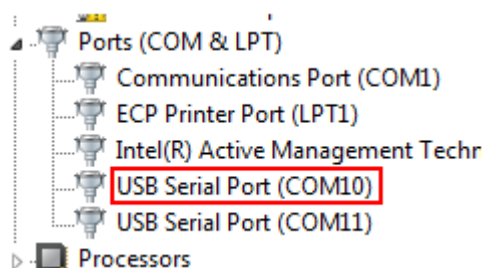 Ports (COM & LPT)
Communications Port (COM1)
ECP Printer Port (LPT1)
Intel(R) Active Management
USB Serial Port (COM10)
USB Serial Port (COM11)
Processors